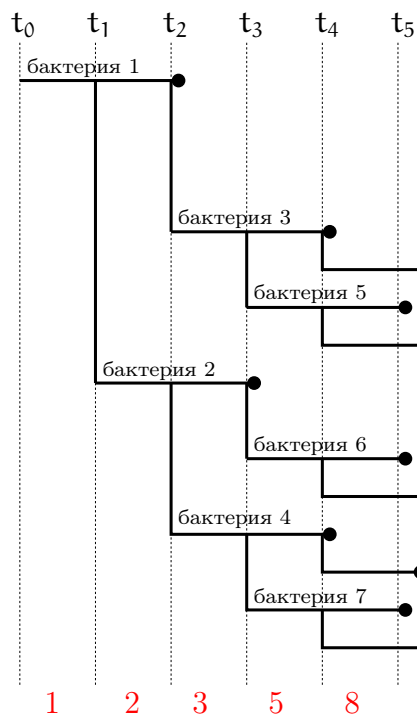 t₀ t₁ t₂ t₃ t₄ t₅
бактерия 1
бактерия 3
бактерия 5
бактерия 2
бактерия 6
бактерия 4
бактерия 7
1 2 3 5 8